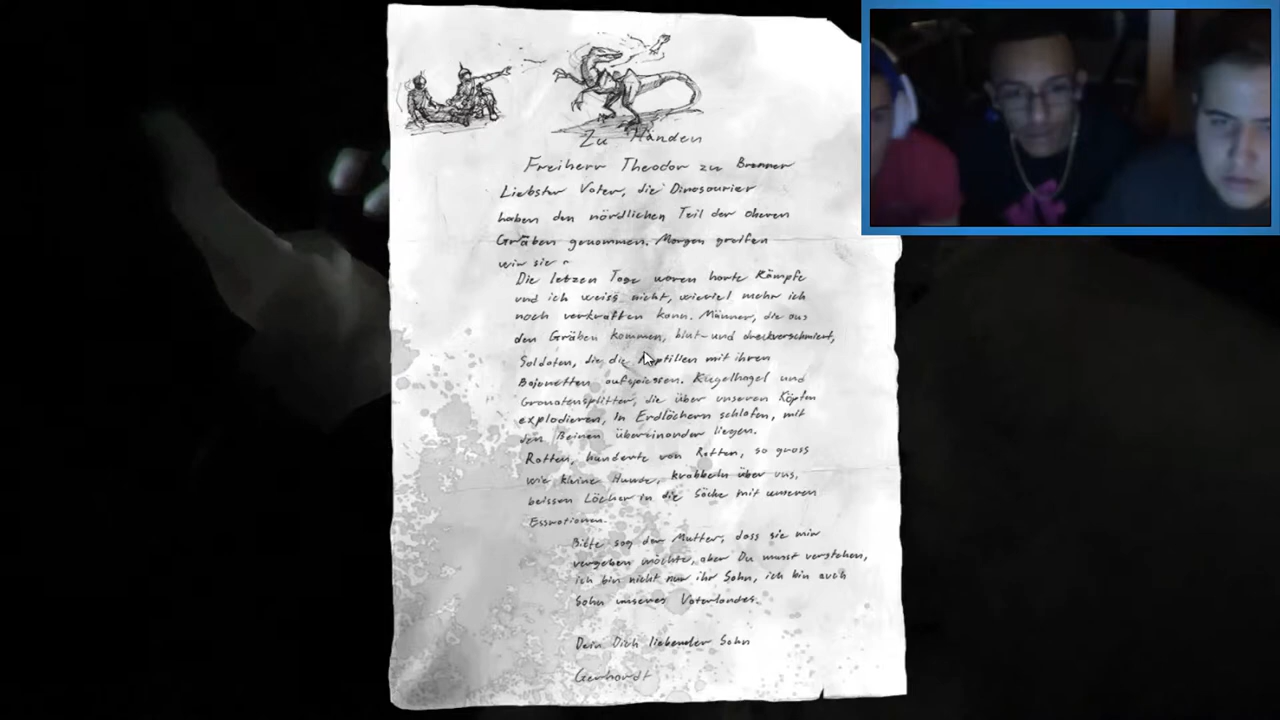 Zu Händen
Freiherr Theodor zu Brenner
Liebster Vater, die Dinosaurier
haben den nördlichen Teil der oberen
Gräben genommen. Morgen greifen
wir sie
Die letzen Tage waren harte Kämpfe
und ich weiss nicht, wieviel mehr ich
noch verkraften kann. Männer, die aus
den Gräben kommen, blut- und dreckverschmiert,
Soldaten, die die Reptilien mit ihren
Bajonetten aufspiessen. Kugelhagel und
Granatensplitter, die über unseren Köpfen
explodieren, In Erdlöchern schlafen, mit
den Beinen übereinander liegen.
Ratten, hunderte von Ratten, so gross
wie kleine Hunde, krabbeln über uns,
beissen Löcher in die Säcke mit unseren
Essrationen.
Bitte sag der Mutter, dass sie mir
vergeben möchte, aber Du musst verstehen,
ich bin nicht nur ihr Sohn, ich bin auch
Sohn unseres Vaterlandes.
Dein Dich liebender Sohn
Gerhardt